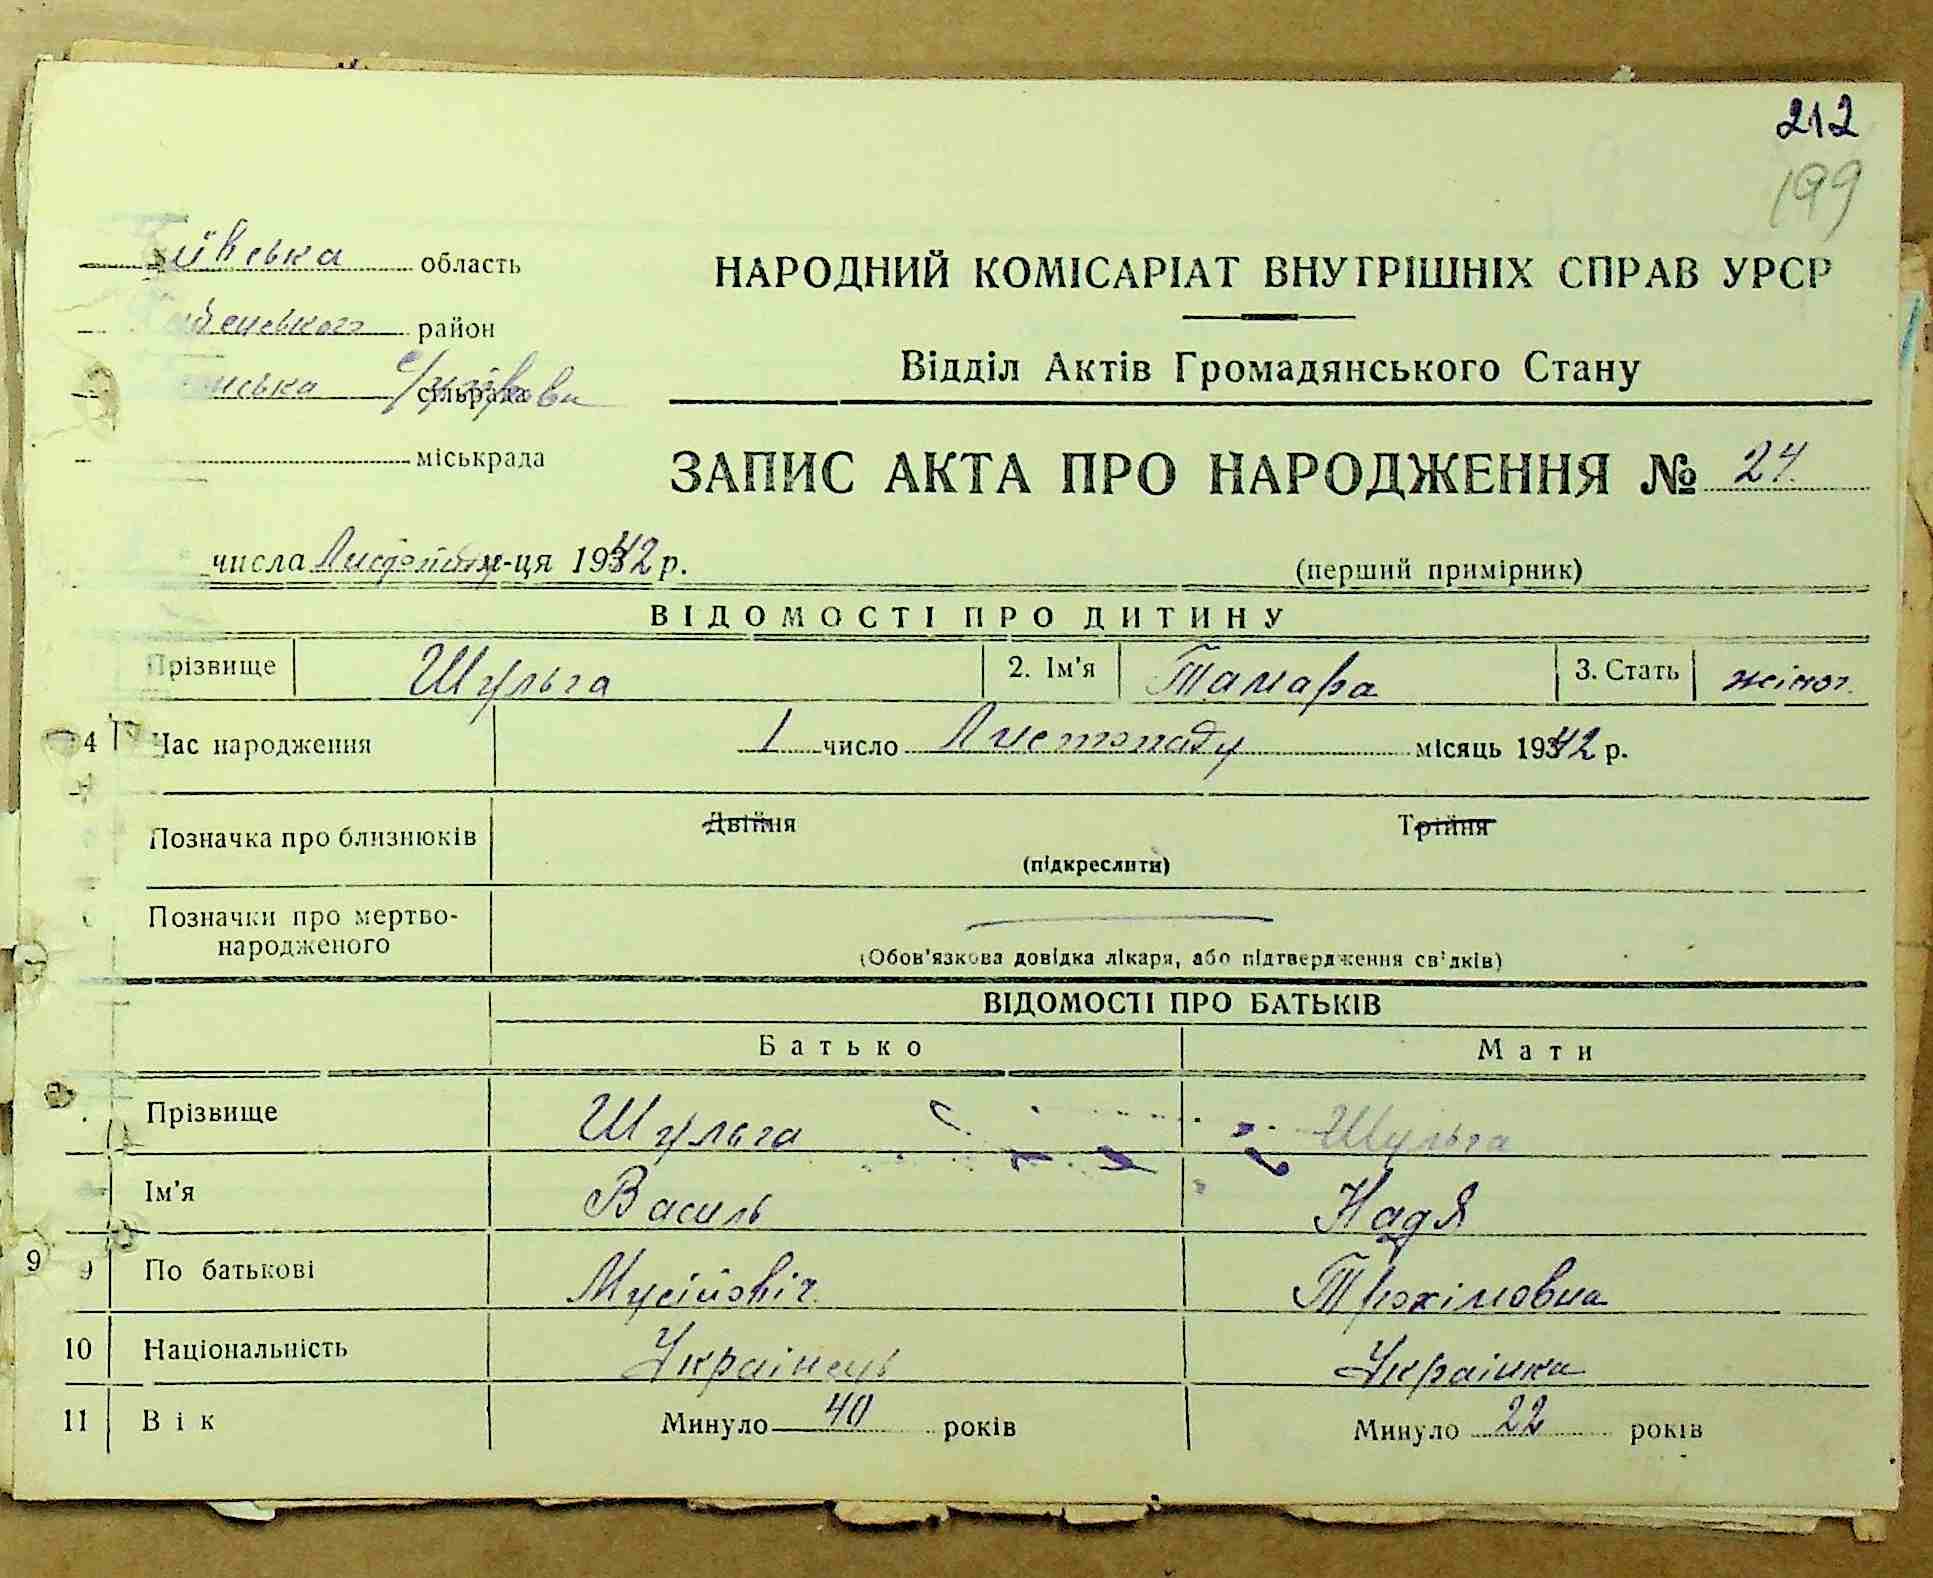 212
199
Київська область
район
сільрада
міськрада
НАРОДНИЙ КОМІСАРІАТ ВНУТРІШНІХ СПРАВ УРСР
Відділ Актів Громадянського Стану
ЗАПИС АКТА ПРО НАРОДЖЕННЯ № 24.
числа Листопаду м-ця 1942 р.
(перший примірник)
ВІДОМОСТІ ПРО ДИТИНУ
Прізвище Шульга 2. Ім'я Тамара 3. Стать жіноч.
4 Час народження 1 число Листопаду місяць 1942 р.
Позначка про близнюків Двійня Трійня
(підкреслити)
Позначки про мертво-
народженого
(Обов'язкова довідка лікаря, або підтвердження свідків)
ВІДОМОСТІ ПРО БАТЬКІВ
Батько Мати
Прізвище Шульга Шульга
Ім'я Василь Надя
9 9 По батькові Мусійовіч Трохімовна
10 Національність Українець Українка
11 Вік Минуло 40 років Минуло 22 років